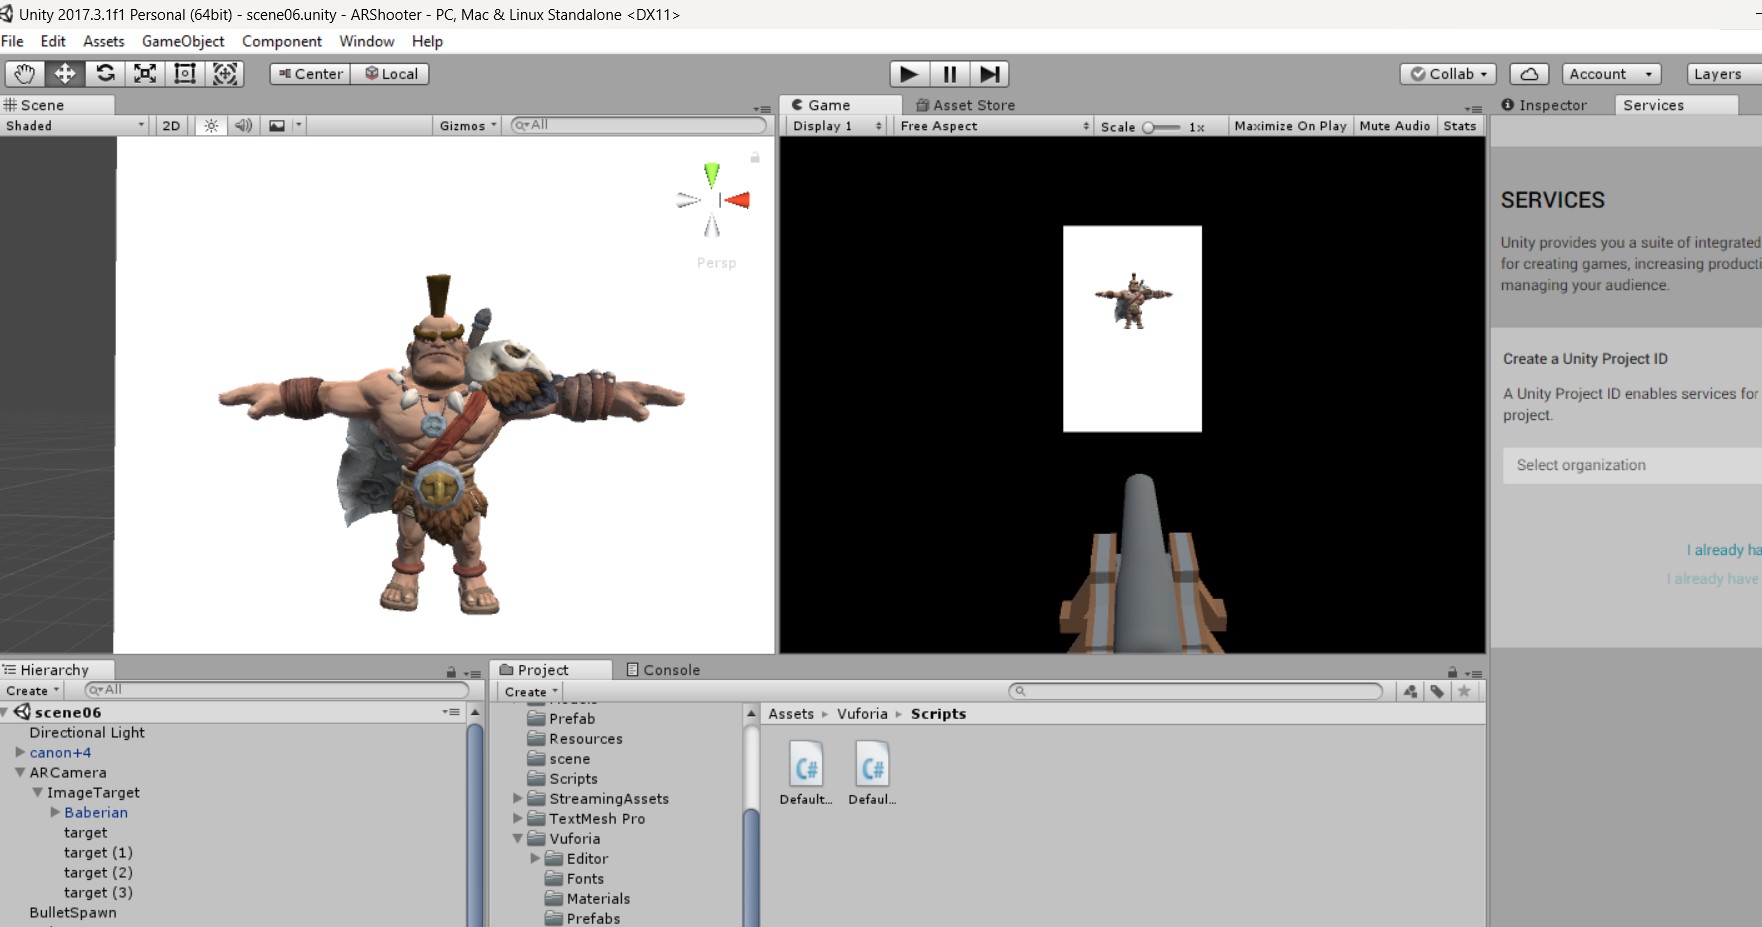 Unity 2017.3.1f1 Personal (64bit) - scene06.unity - ARShooter - PC, Mac & Linux Standalone <DX11>
File Edit Assets GameObject Component Window Help
Center Local Collab Account Layers
Scene
Shaded 2D Gizmos All
Persp
Game Asset Store
Display 1 Free Aspect Scale 1x Maximize On Play Mute Audio Stats
Inspector Services
SERVICES
Unity provides you a suite of integrated
for creating games, increasing producti
managing your audience.
Create a Unity Project ID
A Unity Project ID enables services for
project.
Select organization
I already ha
I already have
Hierarchy
Create All
scene06
Directional Light
canon+4
ARCamera
ImageTarget
Baberian
target
target (1)
target (2)
target (3)
BulletSpawn
Project Console
Create
Prefab
Resources
scene
Scripts
StreamingAssets
TextMesh Pro
Vuforia
Editor
Fonts
Materials
Prefabs
Assets Vuforia Scripts
Default... Defaul...
C# C#